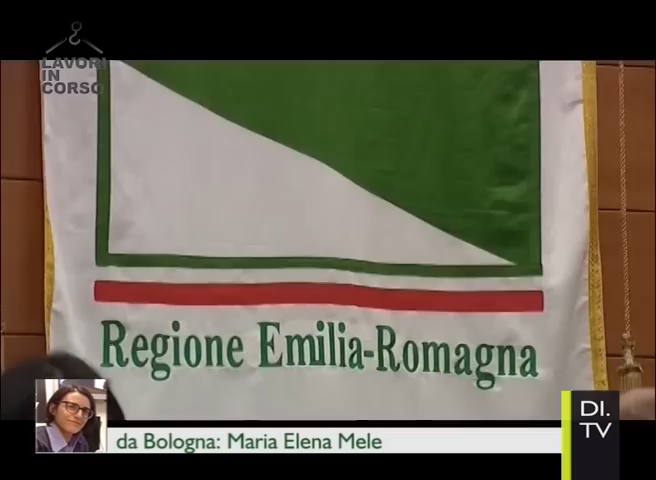 LAVORI
IN
CORSO
Regione Emilia-Romagna
da Bologna: Maria Elena Mele
DI.
TV